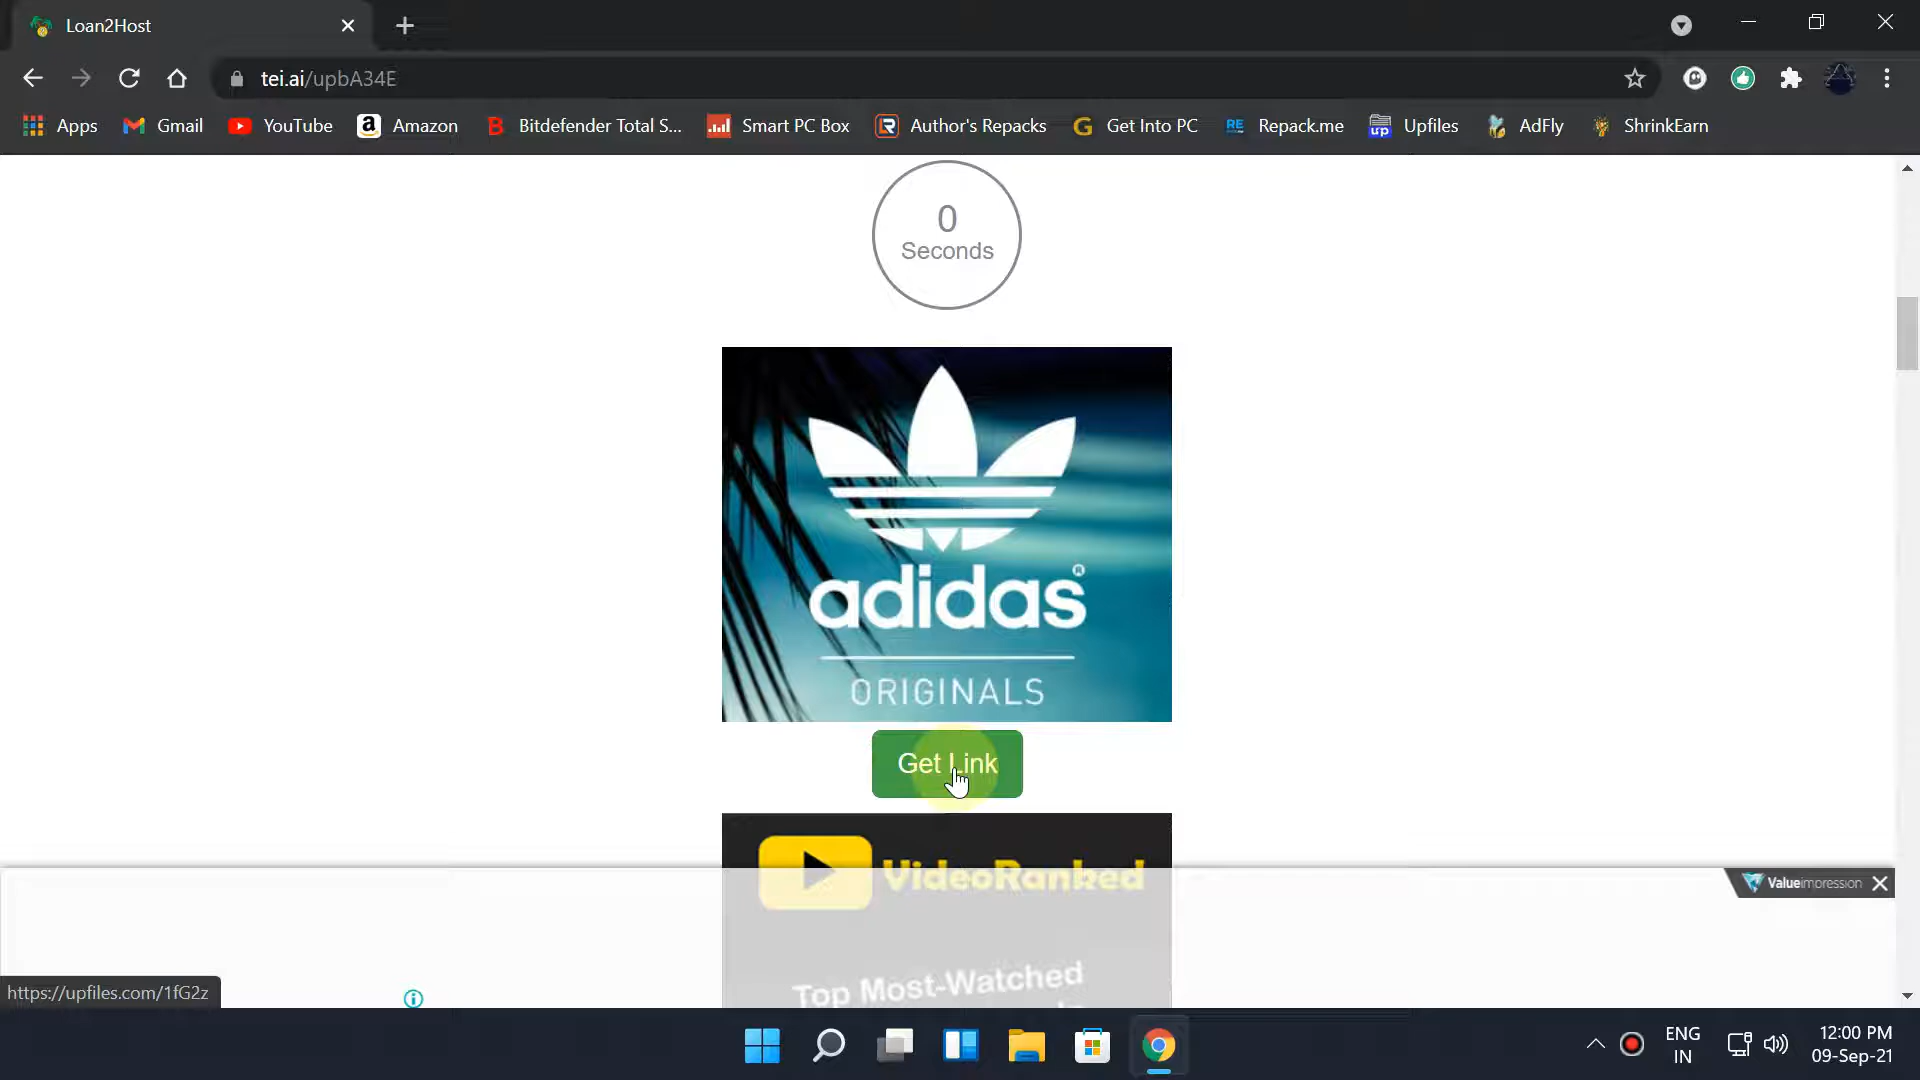 Loan2Host
tei.ai/upbA34E
Apps
Gmail
YouTube
a
Amazon
B
Bitdefender Total S...
Smart PC Box
R
Author's Repacks
G
Get Into PC
RE
Repack.me
up
Upfiles
AdFly
ShrinkEarn
0
Seconds
adidas®
ORIGINALS
Get Link
VideoRanked
Valueimpression
Top Most-Watched
https://upfiles.com/1fG2z
ENG
IN
12:00 PM
09-Sep-21